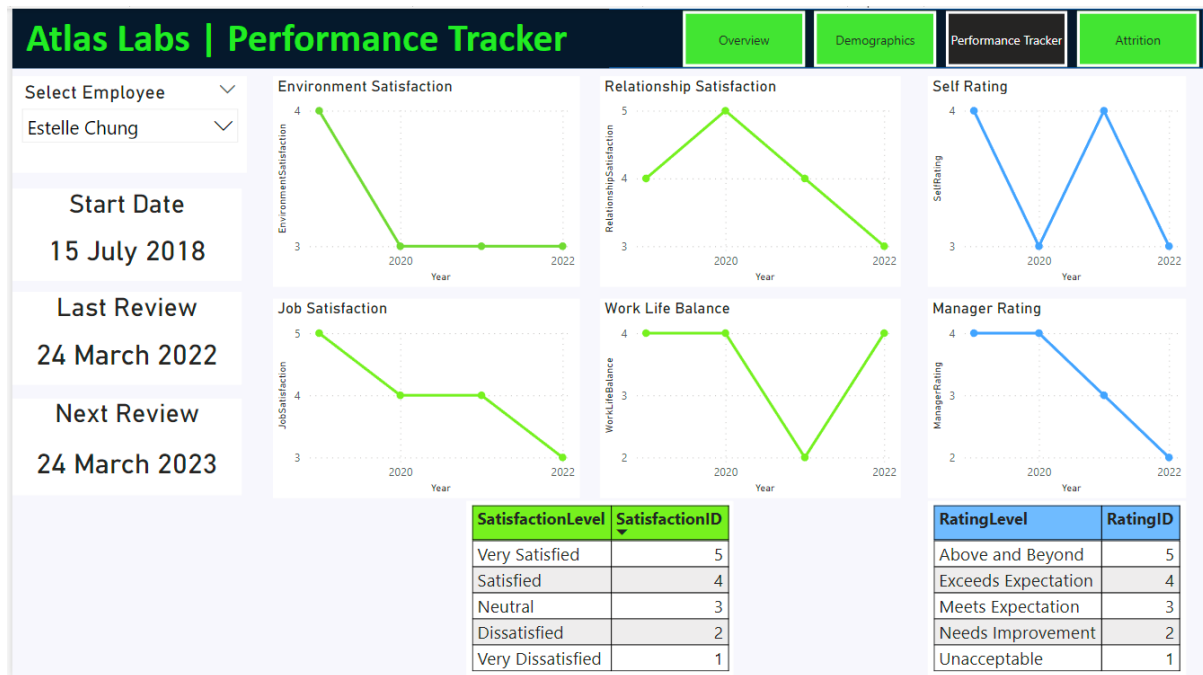 Atlas Labs | Performance Tracker
Overview
Demographics
Performance Tracker
Attrition
Select Employee
Estelle Chung
Start Date
15 July 2018
Last Review
24 March 2022
Next Review
24 March 2023
Environment Satisfaction
EnvironmentSatisfaction
4
3
2020
2022
Year
Relationship Satisfaction
RelationshipSatisfaction
5
4
3
2020
2022
Year
Self Rating
SelfRating
4
3
2020
2022
Year
Job Satisfaction
JobSatisfaction
5
4
3
2020
2022
Year
Work Life Balance
WorkLifeBalance
4
3
2
2020
2022
Year
Manager Rating
ManagerRating
4
3
2
2020
2022
Year
SatisfactionLevel SatisfactionID
Very Satisfied 5
Satisfied 4
Neutral 3
Dissatisfied 2
Very Dissatisfied 1
RatingLevel RatingID
Above and Beyond 5
Exceeds Expectation 4
Meets Expectation 3
Needs Improvement 2
Unacceptable 1